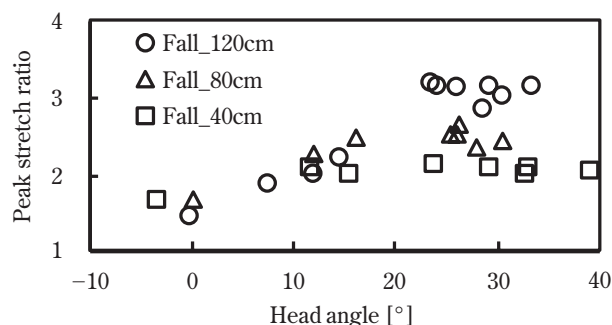 4
3
2
1
Peak stretch ratio
Fall_120cm
Fall_80cm
Fall_40cm
−10 0 10 20 30 40
Head angle [°]